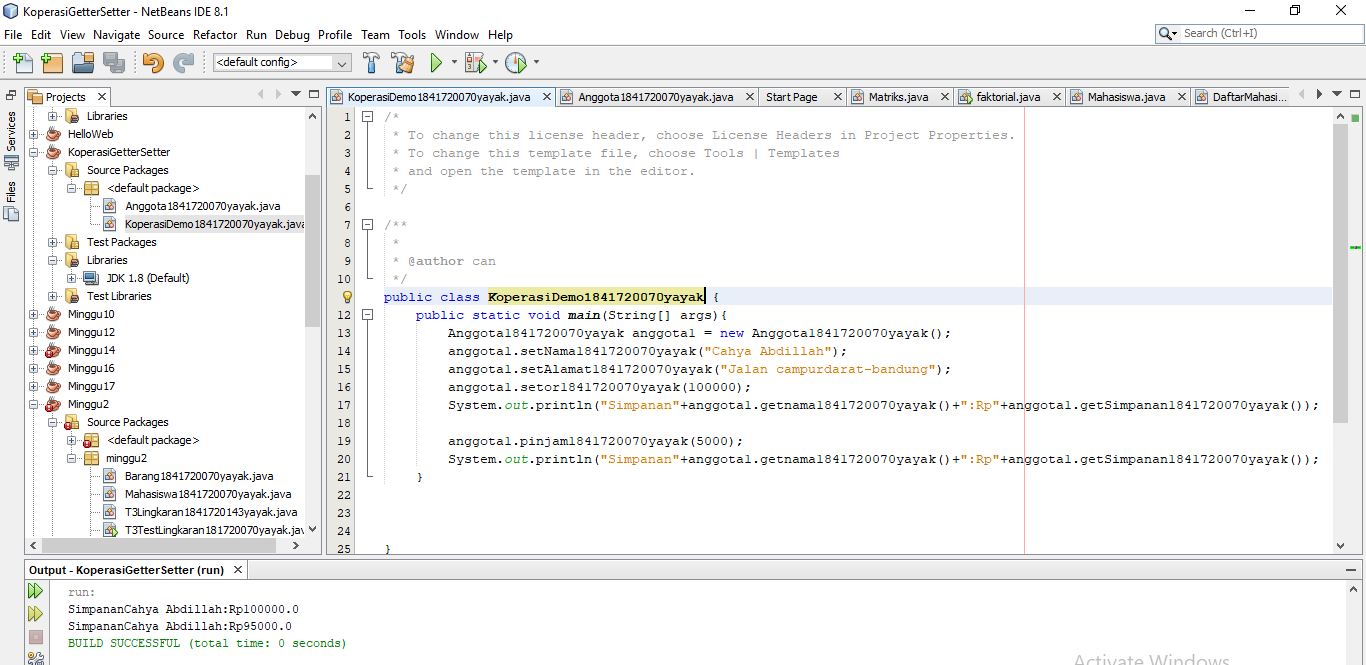 KoperasiGetterSetter - NetBeans IDE 8.1
File Edit View Navigate Source Refactor Run Debug Profile Team Tools Window Help
Search (Ctrl+I)
<default config>
Projects
Services
Files
Libraries
HelloWeb
KoperasiGetterSetter
Source Packages
<default package>
Anggota1841720070yayak.java
KoperasiDemo1841720070yayak.java
Test Packages
Libraries
JDK 1.8 (Default)
Test Libraries
Minggu10
Minggu12
Minggu14
Minggu16
Minggu17
Minggu2
Source Packages
<default package>
minggu2
Barang1841720070yayak.java
Mahasiswa1841720070yayak.java
T3Lingkaran1841720143yayak.java
T3TestLingkaran181720070yayak.jav
KoperasiDemo1841720070yayak.java Anggota1841720070yayak.java Start Page Matriks.java faktorial.java Mahasiswa.java DaftarMahasi...
1 /*
2 * To change this license header, choose License Headers in Project Properties.
3 * To change this template file, choose Tools | Templates
4 * and open the template in the editor.
5 */
6
7 /**
8 *
9 * @author can
10 */
public class KoperasiDemo1841720070yayak {
12 public static void main(String[] args){
13 Anggota1841720070yayak anggota1 = new Anggota1841720070yayak();
14 anggota1.setNama1841720070yayak("Cahya Abdillah");
15 anggota1.setAlamat1841720070yayak("Jalan campurdarat-bandung");
16 anggota1.setor1841720070yayak(100000);
17 System.out.println("Simpanan"+anggota1.getnama1841720070yayak()+":Rp"+anggota1.getSimpanan1841720070yayak());
18
19 anggota1.pinjam1841720070yayak(5000);
20 System.out.println("Simpanan"+anggota1.getnama1841720070yayak()+":Rp"+anggota1.getSimpanan1841720070yayak());
21 }
22
23
24
25 }
Output - KoperasiGetterSetter (run)
run:
SimpananCahya Abdillah:Rp100000.0
SimpananCahya Abdillah:Rp95000.0
BUILD SUCCESSFUL (total time: 0 seconds)
Activate Windows